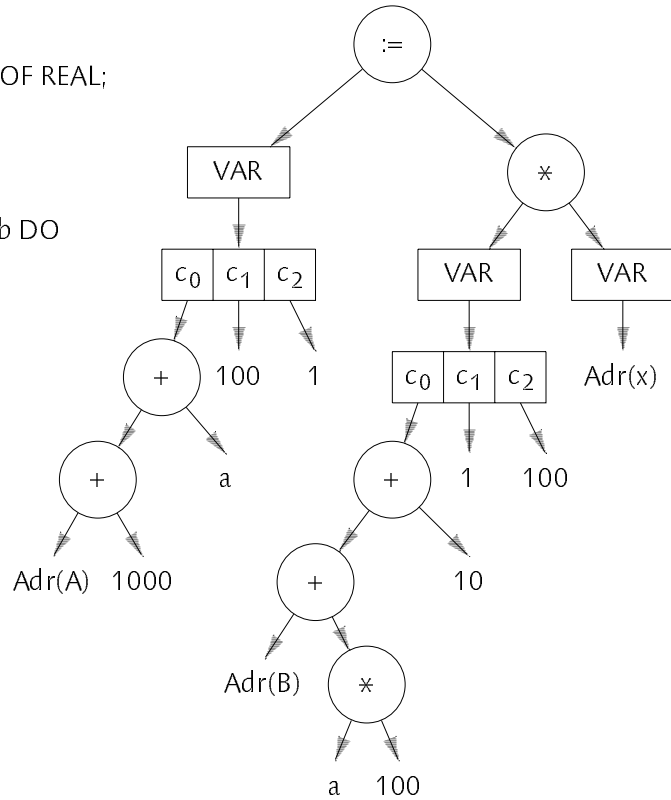 :=
OF REAL;
VAR
*
b DO
c0 c1 c2
VAR
VAR
+
100
1
c0 c1 c2
Adr(x)
+
a
+
1
100
Adr(A)
1000
+
10
Adr(B)
*
a
100